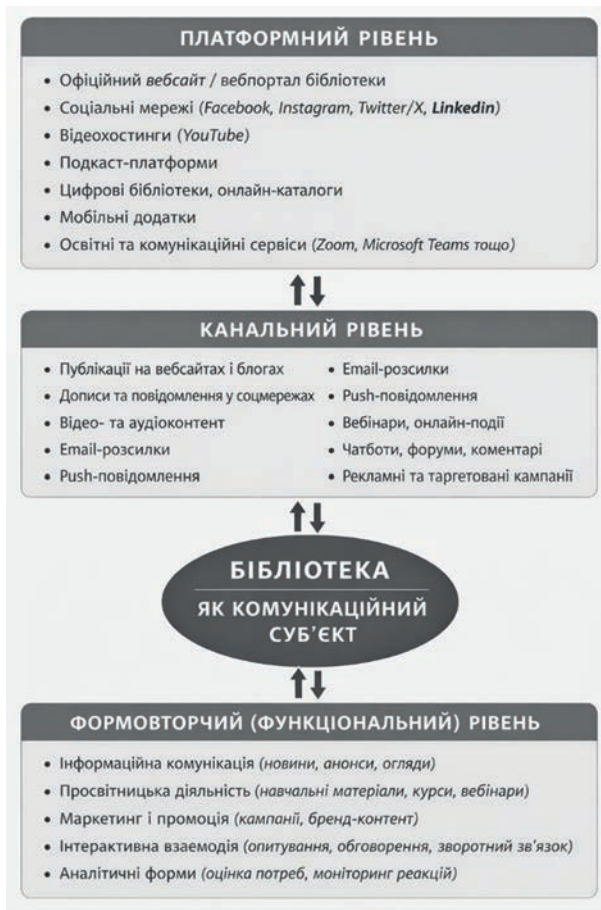 ПЛАТФОРМНИЙ РІВЕНЬ
• Офіційний вебсайт / вебпортал бібліотеки
• Соціальні мережі (Facebook, Instagram, Twitter/X, Linkedin)
• Відеохостинги (YouTube)
• Подкаст-платформи
• Цифрові бібліотеки, онлайн-каталоги
• Мобільні додатки
• Освітні та комунікаційні сервіси (Zoom, Microsoft Teams тощо)
КАНАЛЬНИЙ РІВЕНЬ
• Публікації на вебсайтах і блогах
• Дописи та повідомлення у соцмережах
• Відео- та аудіоконтент
• Email-розсилки
• Push-повідомлення
• Email-розсилки
• Push-повідомлення
• Вебінари, онлайн-події
• Чатботи, форуми, коментарі
• Рекламні та таргетовані кампанії
БІБЛІОТЕКА
ЯК КОМУНІКАЦІЙНИЙ
СУБ'ЄКТ
ФОРМОВТОРЧИЙ (ФУНКЦІОНАЛЬНИЙ) РІВЕНЬ
• Інформаційна комунікація (новини, анонси, огляди)
• Просвітницька діяльність (навчальні матеріали, курси, вебінари)
• Маркетинг і промоція (кампанії, бренд-контент)
• Інтерактивна взаємодія (опитування, обговорення, зворотний зв'язок)
• Аналітичні форми (оцінка потреб, моніторинг реакцій)